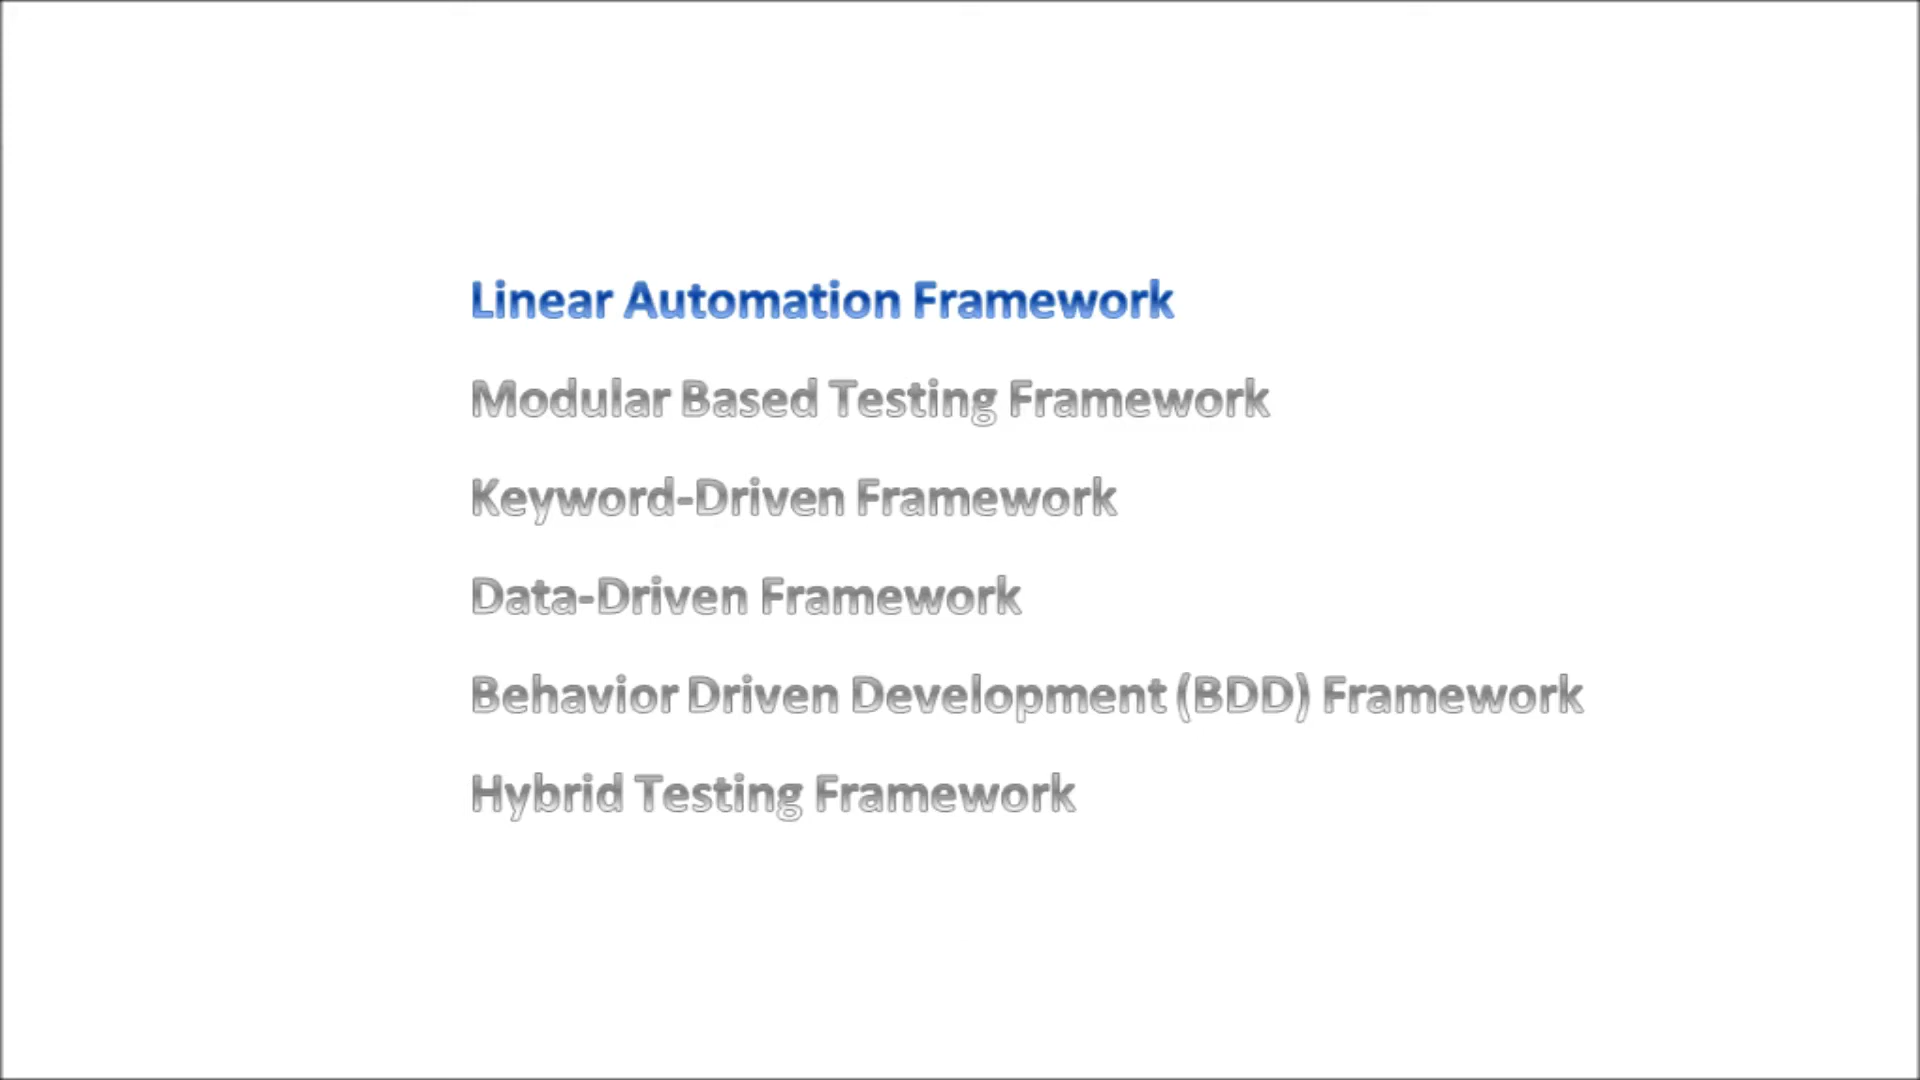 Linear Automation Framework
Modular Based Testing Framework
Keyword-Driven Framework
Data-Driven Framework
Behavior Driven Development (BDD) Framework
Hybrid Testing Framework